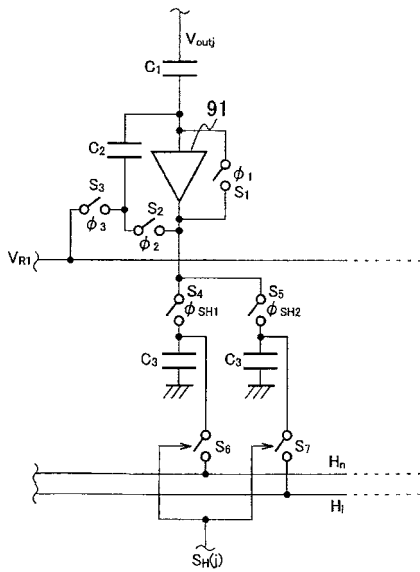 V_outj
C_1
91
C_2
ϕ_1
S_1
S_3
S_2
ϕ_3
ϕ_2
V_R1
S_4
S_5
ϕ_SH1
ϕ_SH2
C_3
C_3
S_6
S_7
H_n
H_i
S_H(j)